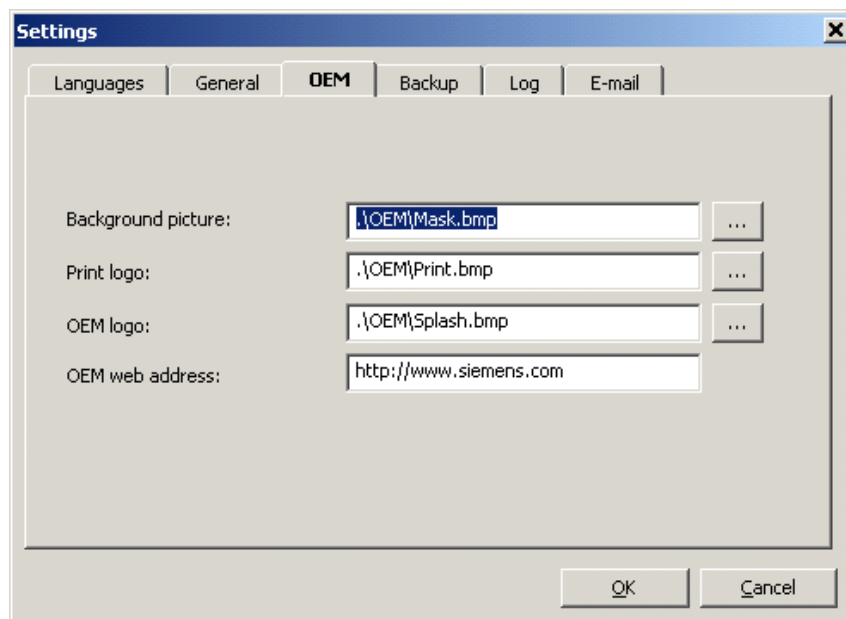 Settings
Languages General OEM Backup Log E-mail
Background picture: .\OEM\Mask.bmp ...
Print logo: .\OEM\Print.bmp ...
OEM logo: .\OEM\Splash.bmp ...
OEM web address: http://www.siemens.com
OK Cancel